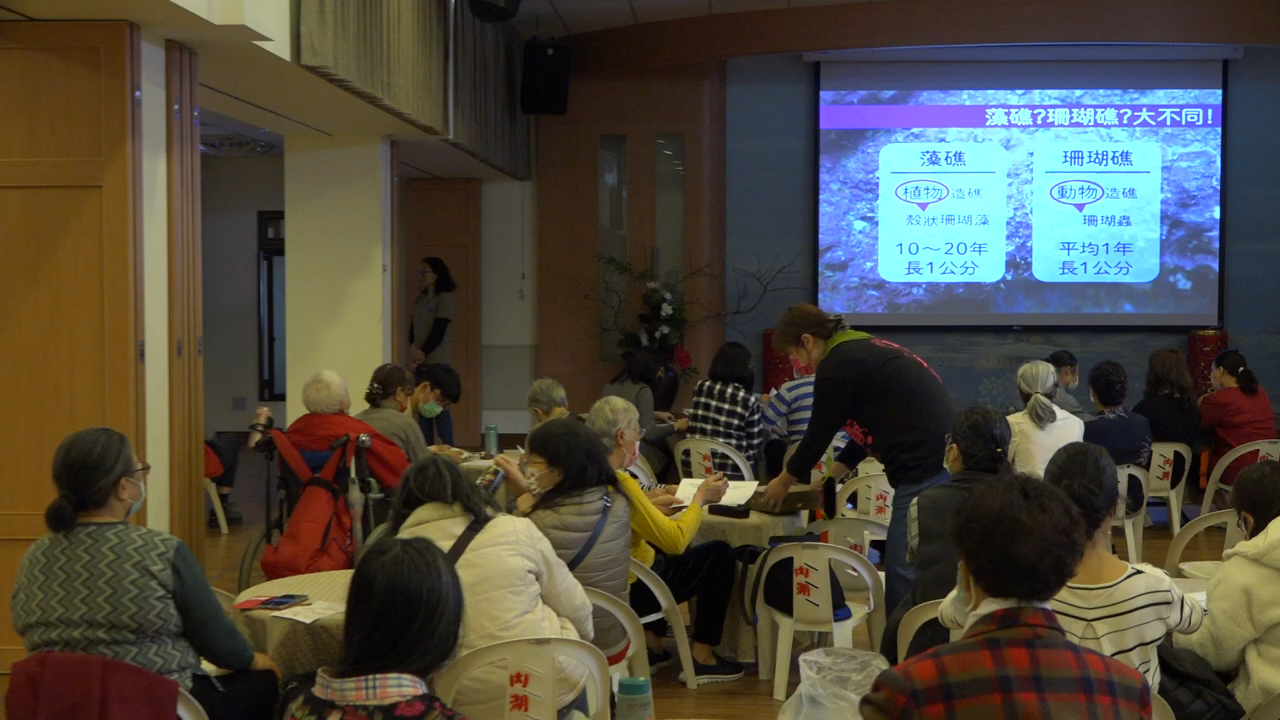 藻礁?珊瑚礁?大不同!
藻礁
植物造礁
殼狀珊瑚藻
10～20年
長1公分
珊瑚礁
動物造礁
珊瑚蟲
平均1年
長1公分
內湖
內湖
內湖
內湖